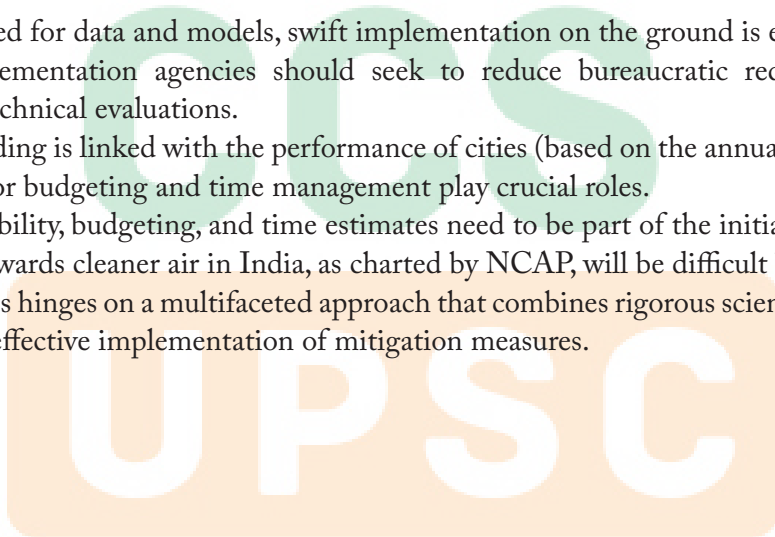 ed for data and models, swift implementation on the ground is e
ementation agencies should seek to reduce bureaucratic rec
chnical evaluations.
ding is linked with the performance of cities (based on the annua
or budgeting and time management play crucial roles.
bility, budgeting, and time estimates need to be part of the initia
wards cleaner air in India, as charted by NCAP, will be difficult
s hinges on a multifaceted approach that combines rigorous scien
effective implementation of mitigation measures.
CCS
UPSC